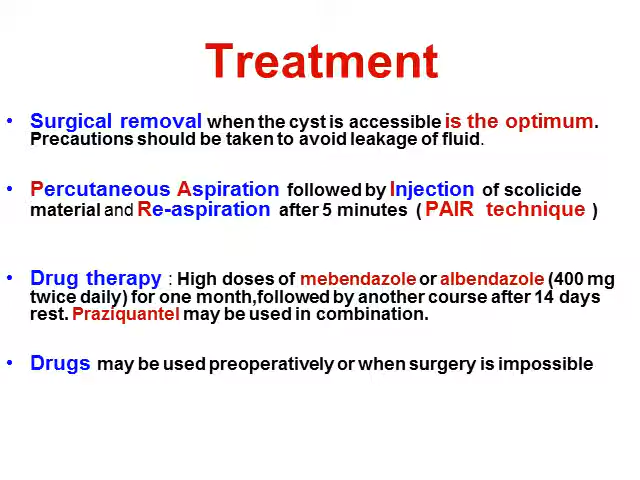 Treatment
• Surgical removal when the cyst is accessible is the optimum.
Precautions should be taken to avoid leakage of fluid.
• Percutaneous Aspiration followed by Injection of scolicide
material and Re-aspiration after 5 minutes ( PAIR technique )
• Drug therapy : High doses of mebendazole or albendazole (400 mg
twice daily) for one month,followed by another course after 14 days
rest. Praziquantel may be used in combination.
• Drugs may be used preoperatively or when surgery is impossible